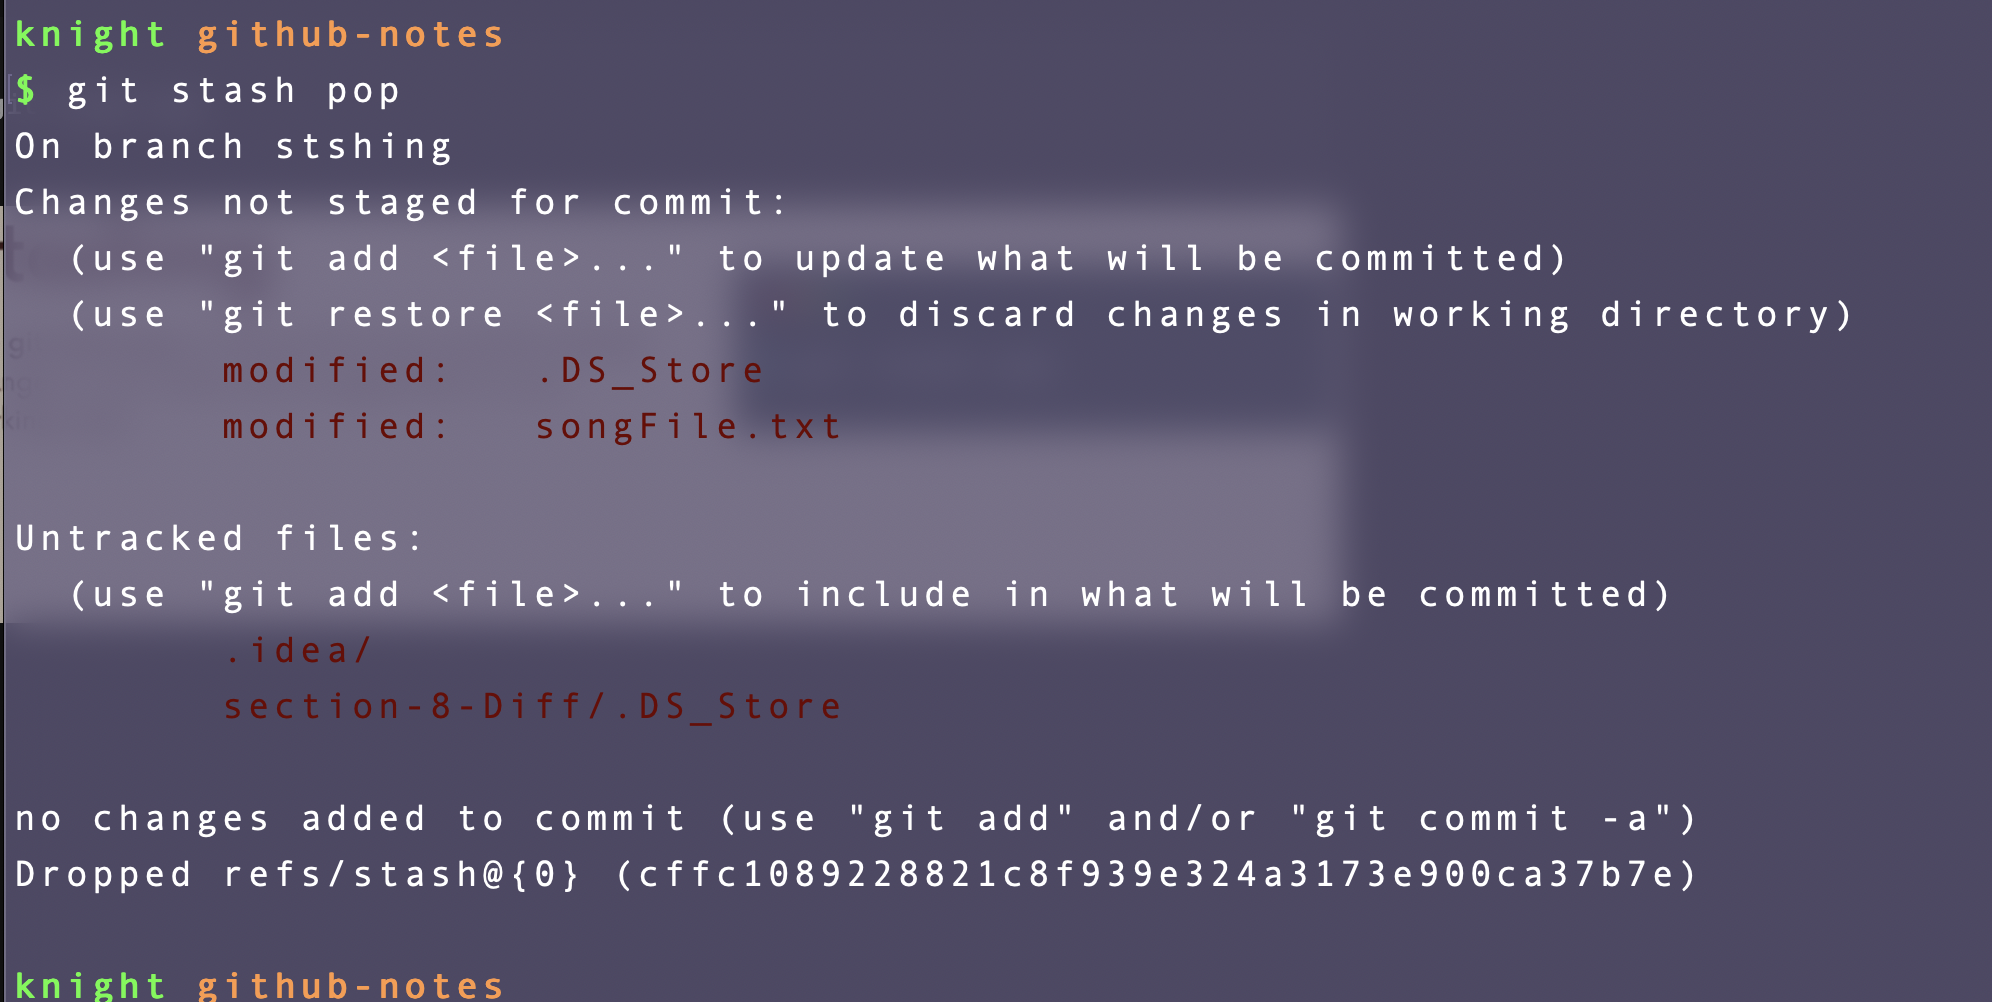 knight github-notes
$ git stash pop
On branch stshing
Changes not staged for commit:
  (use "git add <file>..." to update what will be committed)
  (use "git restore <file>..." to discard changes in working directory)
        modified:   .DS_Store
        modified:   songFile.txt

Untracked files:
  (use "git add <file>..." to include in what will be committed)
        .idea/
        section-8-Diff/.DS_Store

no changes added to commit (use "git add" and/or "git commit -a")
Dropped refs/stash@{0} (cffc1089228821c8f939e324a3173e900ca37b7e)

knight github-notes